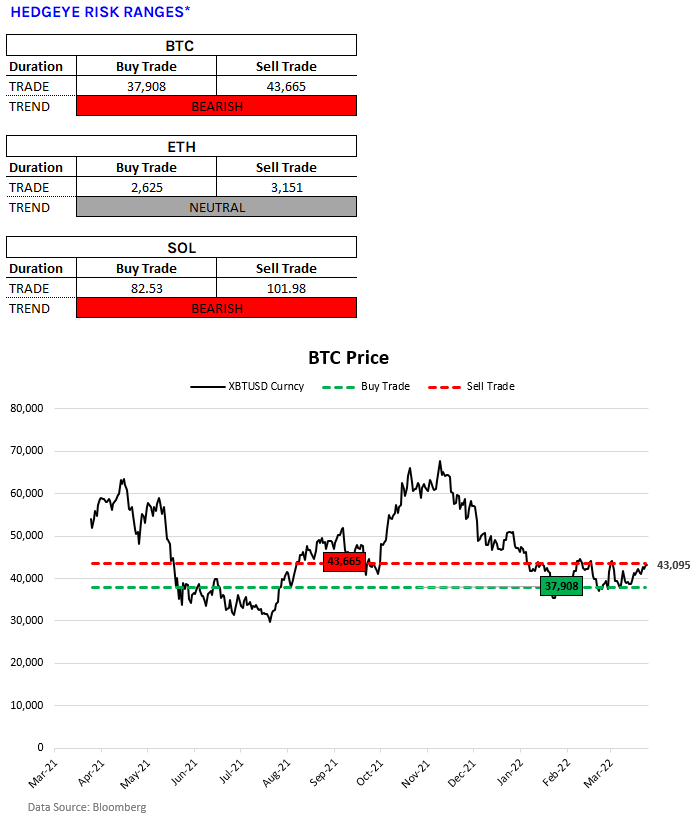 HEDGEYE RISK RANGES*
BTC
Duration Buy Trade Sell Trade
TRADE 37,908 43,665
TREND BEARISH
ETH
Duration Buy Trade Sell Trade
TRADE 2,625 3,151
TREND NEUTRAL
SOL
Duration Buy Trade Sell Trade
TRADE 82.53 101.98
TREND BEARISH
BTC Price
XBTUSD Curncy Buy Trade Sell Trade
80,000
70,000
60,000
50,000
43,665
43,095
40,000
37,908
30,000
20,000
10,000
0
Mar-21 Apr-21 May-21 Jun-21 Jul-21 Aug-21 Sep-21 Oct-21 Nov-21 Dec-21 Jan-22 Feb-22 Mar-22
Data Source: Bloomberg